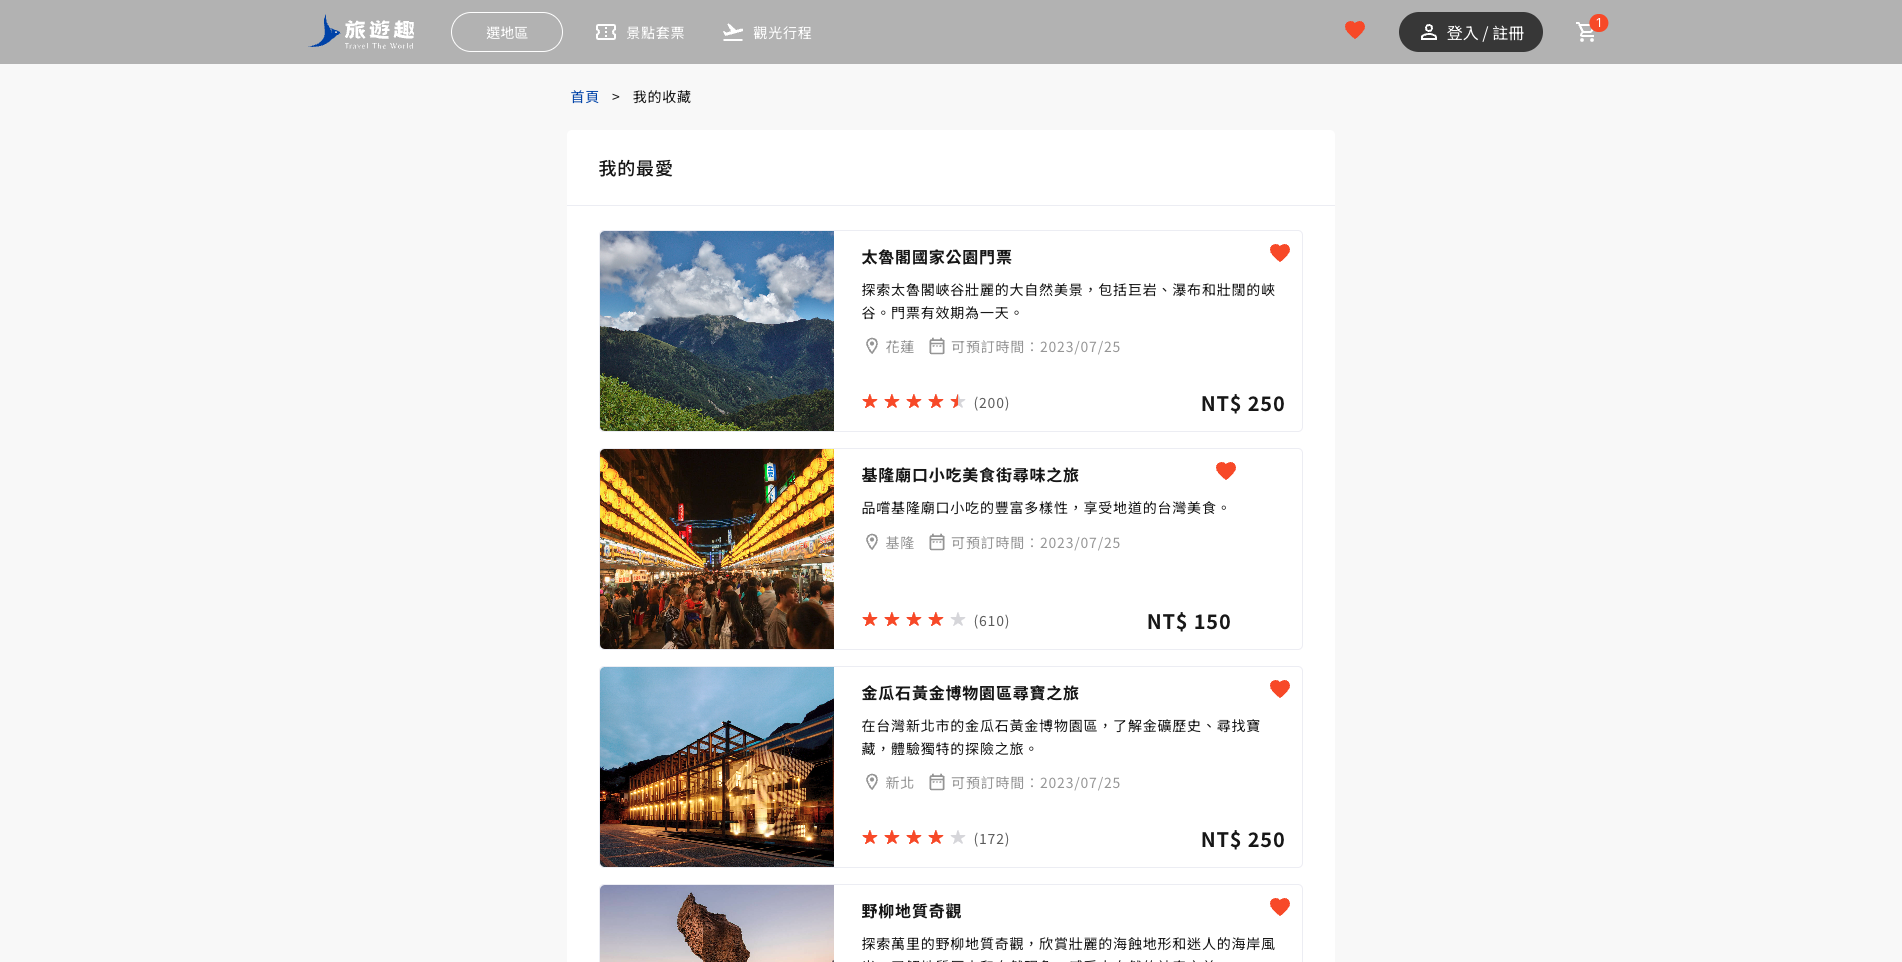 旅遊趣
Travel The World
選地區
景點套票
觀光行程
登入 / 註冊
1
首頁 > 我的收藏
我的最愛
太魯閣國家公園門票
探索太魯閣峽谷壯麗的大自然美景，包括巨岩、瀑布和壯闊的峽
谷。門票有效期為一天。
花蓮 可預訂時間：2023/07/25
(200) NT$ 250
基隆廟口小吃美食街尋味之旅
品嚐基隆廟口小吃的豐富多樣性，享受地道的台灣美食。
基隆 可預訂時間：2023/07/25
(610) NT$ 150
金瓜石黃金博物園區尋寶之旅
在台灣新北市的金瓜石黃金博物園區，了解金礦歷史、尋找寶
藏，體驗獨特的探險之旅。
新北 可預訂時間：2023/07/25
(172) NT$ 250
野柳地質奇觀
探索萬里的野柳地質奇觀，欣賞壯麗的海蝕地形和迷人的海岸風